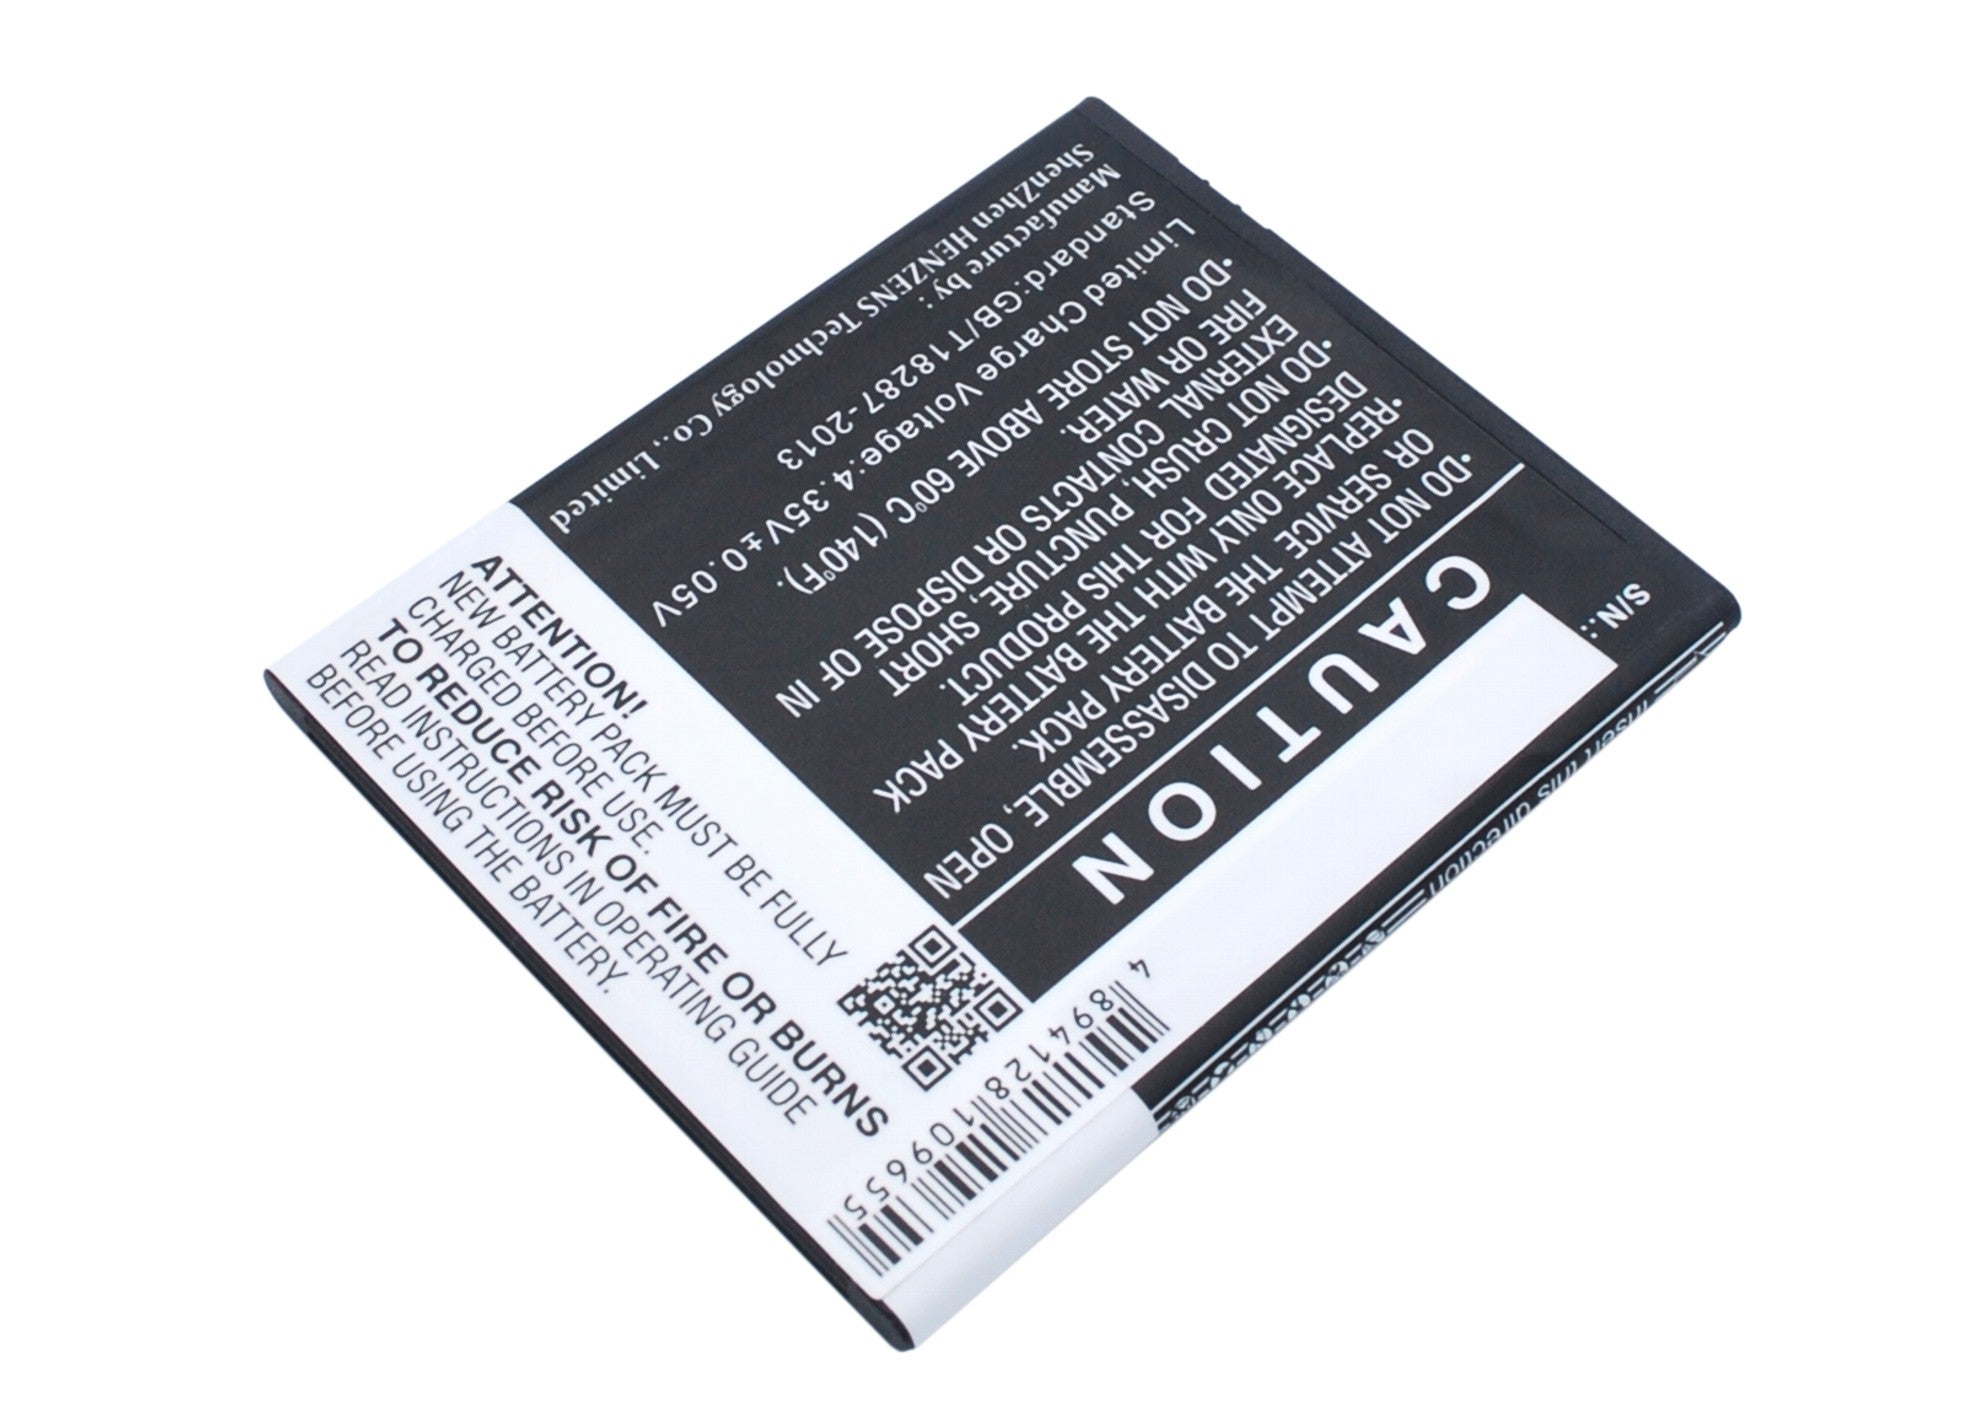 S/N.:
CAUTION
•DO NOT ATTEMPT TO DISASSEMBLE, OPEN
OR SERVICE THE BATTERY PACK.
•REPLACE ONLY WITH THE BATTERY PACK
DESIGNATED FOR THIS PRODUCT.
•DO NOT CRUSH, PUNCTURE, SHORT
EXTERNAL CONTACTS OR DISPOSE OF IN
FIRE OR WATER.
•DO NOT STORE ABOVE 60°C (140°F).
Limited Charge Voltage:4.35V±0.05V
Standard:GB/T18287-2013
Manufacture by:
ShenZhen HENZENS Technology Co., Limited
ATTENTION!
NEW BATTERY PACK MUST BE FULLY
CHARGED BEFORE USE.
TO REDUCE RISK OF FIRE OR BURNS
READ INSTRUCTIONS IN OPERATING GUIDE
BEFORE USING THE BATTERY.
4 894128 109655
Insert this direction